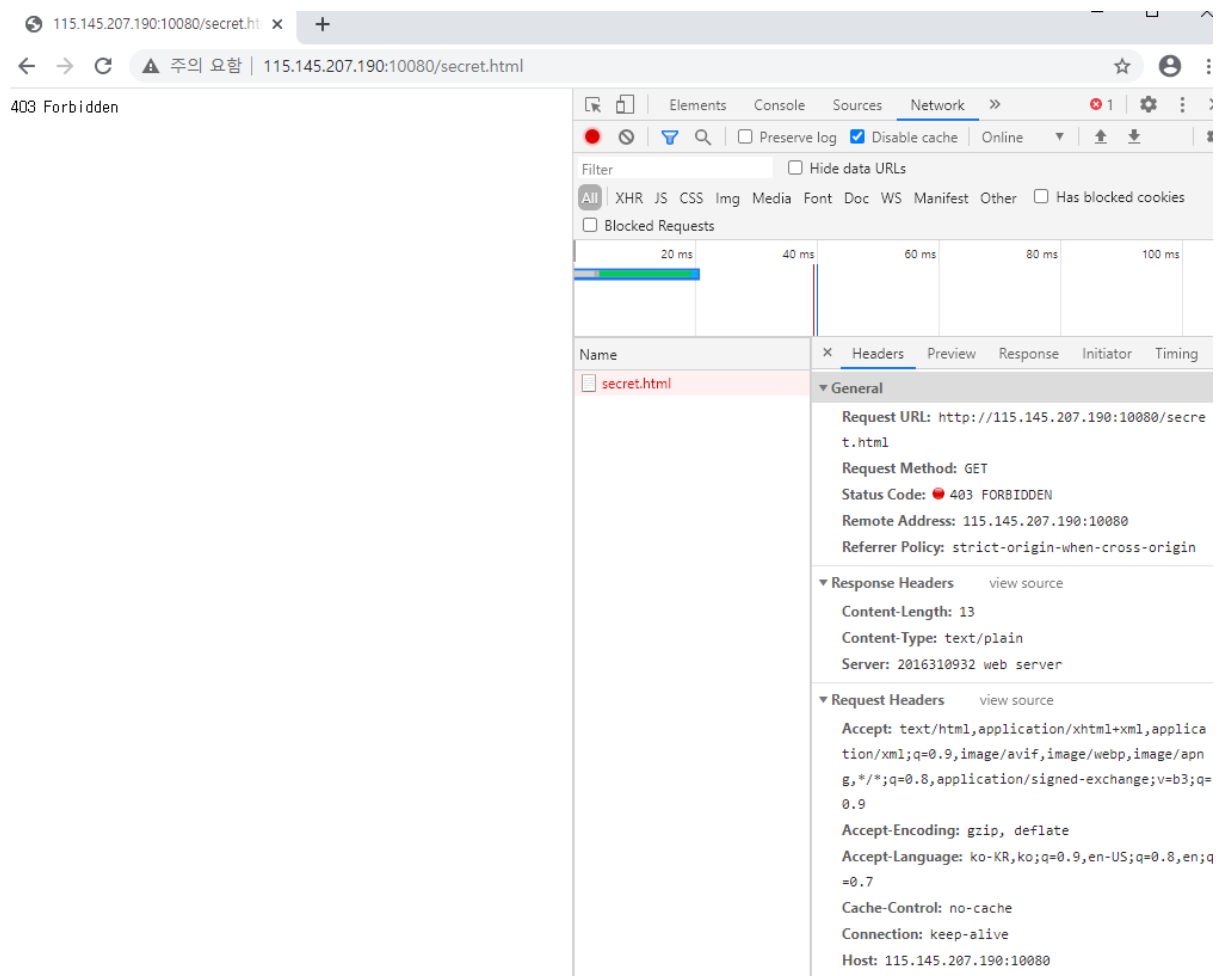 115.145.207.190:10080/secret.ht
주의 요함 115.145.207.190:10080/secret.html
403 Forbidden
Elements Console Sources Network » 1
Preserve log Disable cache Online
Filter Hide data URLs
All XHR JS CSS Img Media Font Doc WS Manifest Other Has blocked cookies
Blocked Requests
20 ms 40 ms 60 ms 80 ms 100 ms
Name
secret.html
Headers Preview Response Initiator Timing
General
Request URL: http://115.145.207.190:10080/secre
t.html
Request Method: GET
Status Code: 403 FORBIDDEN
Remote Address: 115.145.207.190:10080
Referrer Policy: strict-origin-when-cross-origin
Response Headers view source
Content-Length: 13
Content-Type: text/plain
Server: 2016310932 web server
Request Headers view source
Accept: text/html,application/xhtml+xml,applica
tion/xml;q=0.9,image/avif,image/webp,image/apn
g,*/*;q=0.8,application/signed-exchange;v=b3;q=
0.9
Accept-Encoding: gzip, deflate
Accept-Language: ko-KR,ko;q=0.9,en-US;q=0.8,en;q
=0.7
Cache-Control: no-cache
Connection: keep-alive
Host: 115.145.207.190:10080